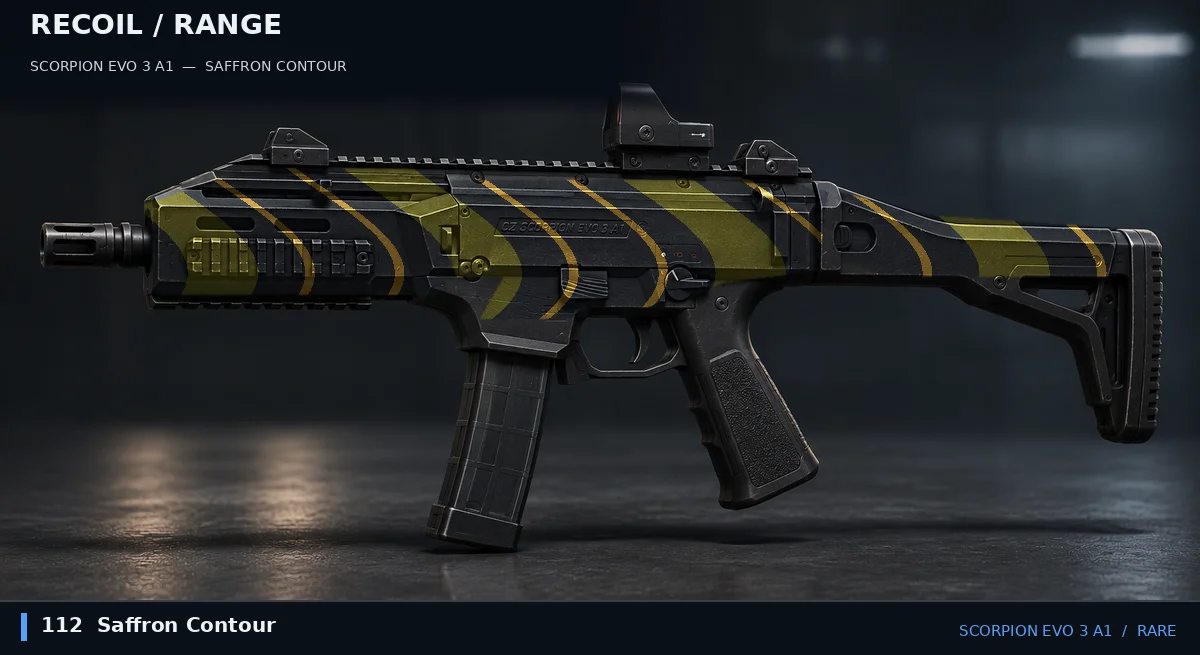 RECOIL / RANGE
SCORPION EVO 3 A1 — SAFFRON CONTOUR
CZ SCORPION EVO 3 A1
112 Saffron Contour
SCORPION EVO 3 A1 / RARE